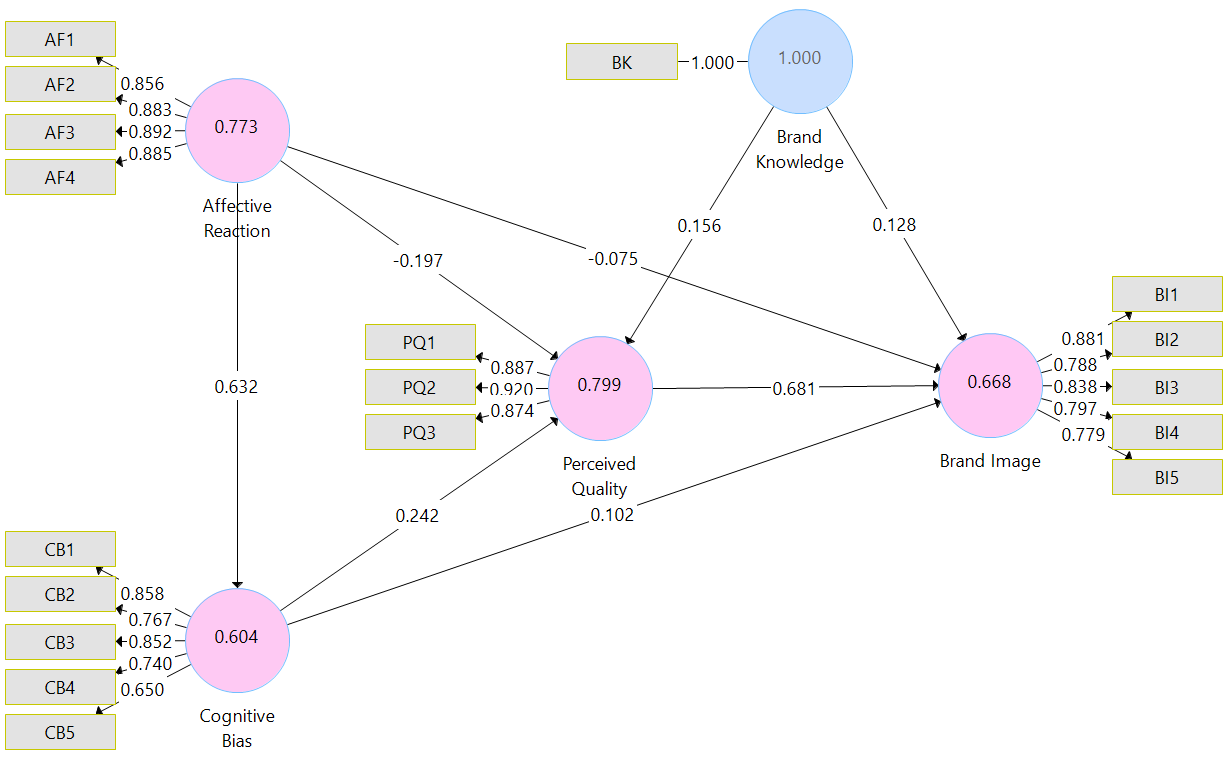 AF1
AF2
AF3
AF4
0.856
0.883
0.892
0.885
0.773
Affective
Reaction
BK
1.000
1.000
Brand
Knowledge
0.156
0.128
-0.197
-0.075
0.632
PQ1
PQ2
PQ3
0.887
0.920
0.874
0.799
Perceived
Quality
0.681
0.668
Brand Image
0.881
0.788
0.838
0.797
0.779
BI1
BI2
BI3
BI4
BI5
0.242
0.102
CB1
CB2
CB3
CB4
CB5
0.858
0.767
0.852
0.740
0.650
0.604
Cognitive
Bias